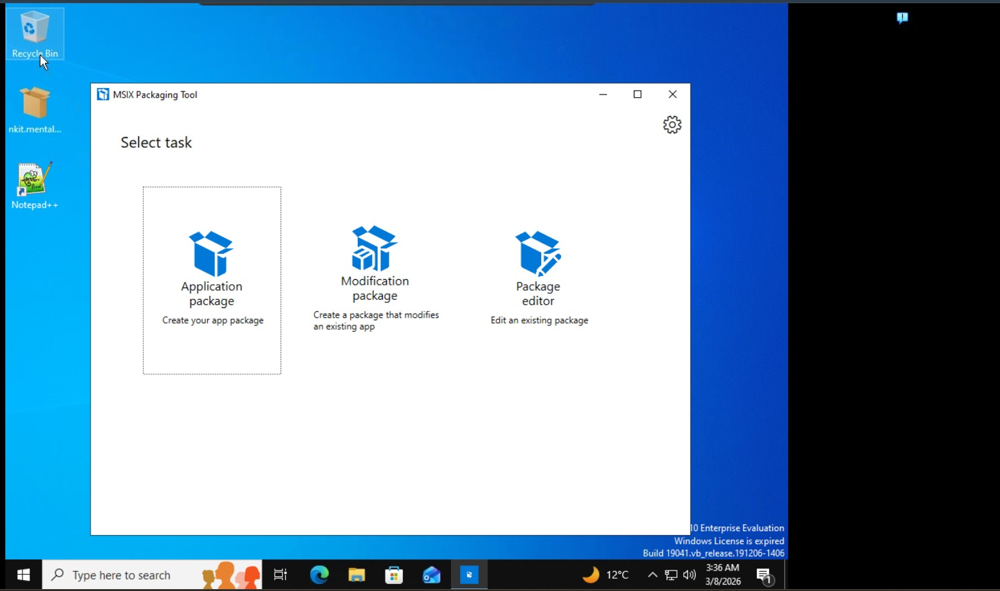 Recycle Bin
nkit.mental...
Notepad++
MSIX Packaging Tool
Select task
Application
package
Create your app package
Modification
package
Create a package that modifies
an existing app
Package
editor
Edit an existing package
10 Enterprise Evaluation
Windows License is expired
Build 19041.vb_release.191206-1406
Type here to search
12°C
3:36 AM
3/8/2026
1